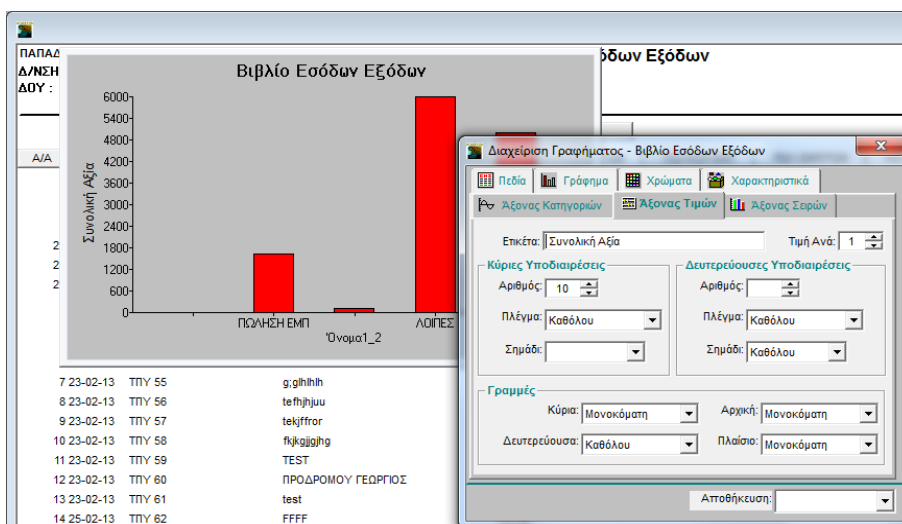 ΠΑΠΑΔ
όδων Εξόδων
Δ/ΝΣΗ
ΔΟΥ :
Α/Α
Βιβλίο Εσόδων Εξόδων
6000
5400
4800
4200
3600
3000
2400
1800
1200
600
0
Συνολική Αξία
ΠΩΛΗΣΗ ΕΜΠ
ΛΟΙΠΕΣ
Όνομα1_2
2
2
2
7 23-02-13 ΤΠΥ 55 g;glhlhlh
8 23-02-13 ΤΠΥ 56 tefhjhjuu
9 23-02-13 ΤΠΥ 57 tekjffror
10 23-02-13 ΤΠΥ 58 fkjkgjjgjhg
11 23-02-13 ΤΠΥ 59 TEST
12 23-02-13 ΤΠΥ 60 ΠΡΟΔΡΟΜΟΥ ΓΕΩΡΓΙΟΣ
13 23-02-13 ΤΠΥ 61 test
14 25-02-13 ΤΠΥ 62 FFFF
Διαχείριση Γραφήματος - Βιβλίο Εσόδων Εξόδων
Πεδία Γράφημα Χρώματα Χαρακτηριστικά
Άξονας Κατηγοριών Άξονας Τιμών Άξονας Σειρών
Ετικέτα: Συνολική Αξία Τιμή Ανά: 1
Κύριες Υποδιαιρέσεις Δευτερεύουσες Υποδιαιρέσεις
Αριθμός: 10 Αριθμός:
Πλέγμα: Καθόλου Πλέγμα: Καθόλου
Σημάδι: Σημάδι: Καθόλου
Γραμμές
Κύρια: Μονοκόματη Αρχική: Μονοκόματη
Δευτερεύουσα: Καθόλου Πλαίσιο: Μονοκόματη
Αποθήκευση: